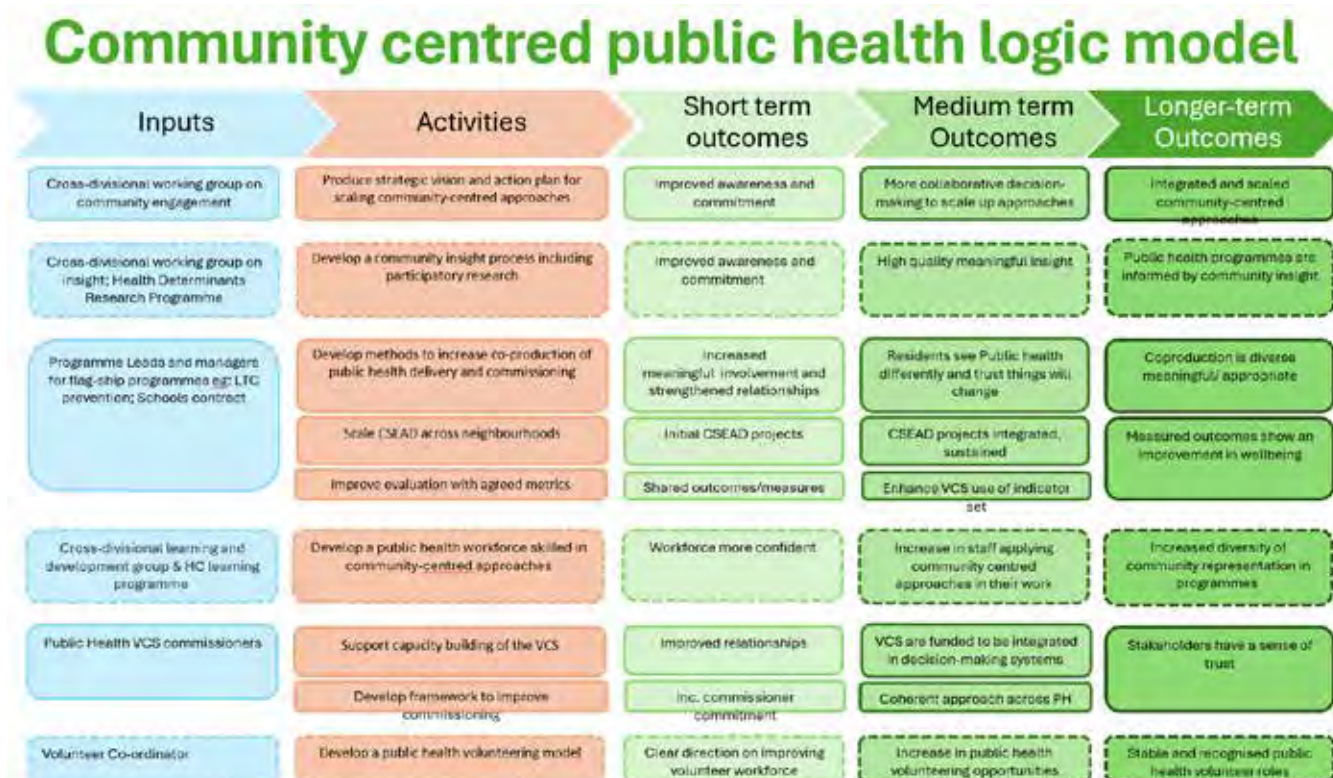 Community centred public health logic model
Inputs
Activities
Short term
outcomes
Medium term
Outcomes
Longer-term
Outcomes
Cross-divisional working group on
community engagement
Produce strategic vision and action plan for
scaling community-centred approaches
Improved awareness and
commitment
More collaborative decision-
making to scale up approaches
Integrated and scaled
community-centred
approaches
Cross-divisional working group on
insight; Health Determinants
Research Programme
Develop a community insight process including
participatory research
Improved awareness and
commitment
High quality meaningful insight
Public health programmes are
informed by community insight
Programme Leads and managers
for flag-ship programmes eg: LTC
prevention; Schools contract
Develop methods to increase co-production of
public health delivery and commissioning
Increased
meaningful involvement and
strengthened relationships
Residents see Public health
differently and trust things will
change
Coproduction is diverse
meaningful/ appropriate
Scale CSEAD across neighbourhoods
Initial CSEAD projects
CSEAD projects integrated,
sustained
Measured outcomes show an
improvement in wellbeing
Improve evaluation with agreed metrics
Shared outcomes/measures
Enhance VCS use of indicator
set
Cross-divisional learning and
development group & HC learning
programme
Develop a public health workforce skilled in
community-centred approaches
Workforce more confident
Increase in staff applying
community centred
approaches in their work
Increased diversity of
community representation in
programmes
Public Health VCS commissioners
Support capacity building of the VCS
Improved relationships
VCS are funded to be integrated
in decision-making systems
Stakeholders have a sense of
trust
Develop framework to improve
commissioning
Inc. commissioner
commitment
Coherent approach across PH
Volunteer Co-ordinator
Develop a public health volunteering model
Clear direction on improving
volunteer workforce
Increase in public health
volunteering opportunities
Stable and recognised public
health volunteer roles